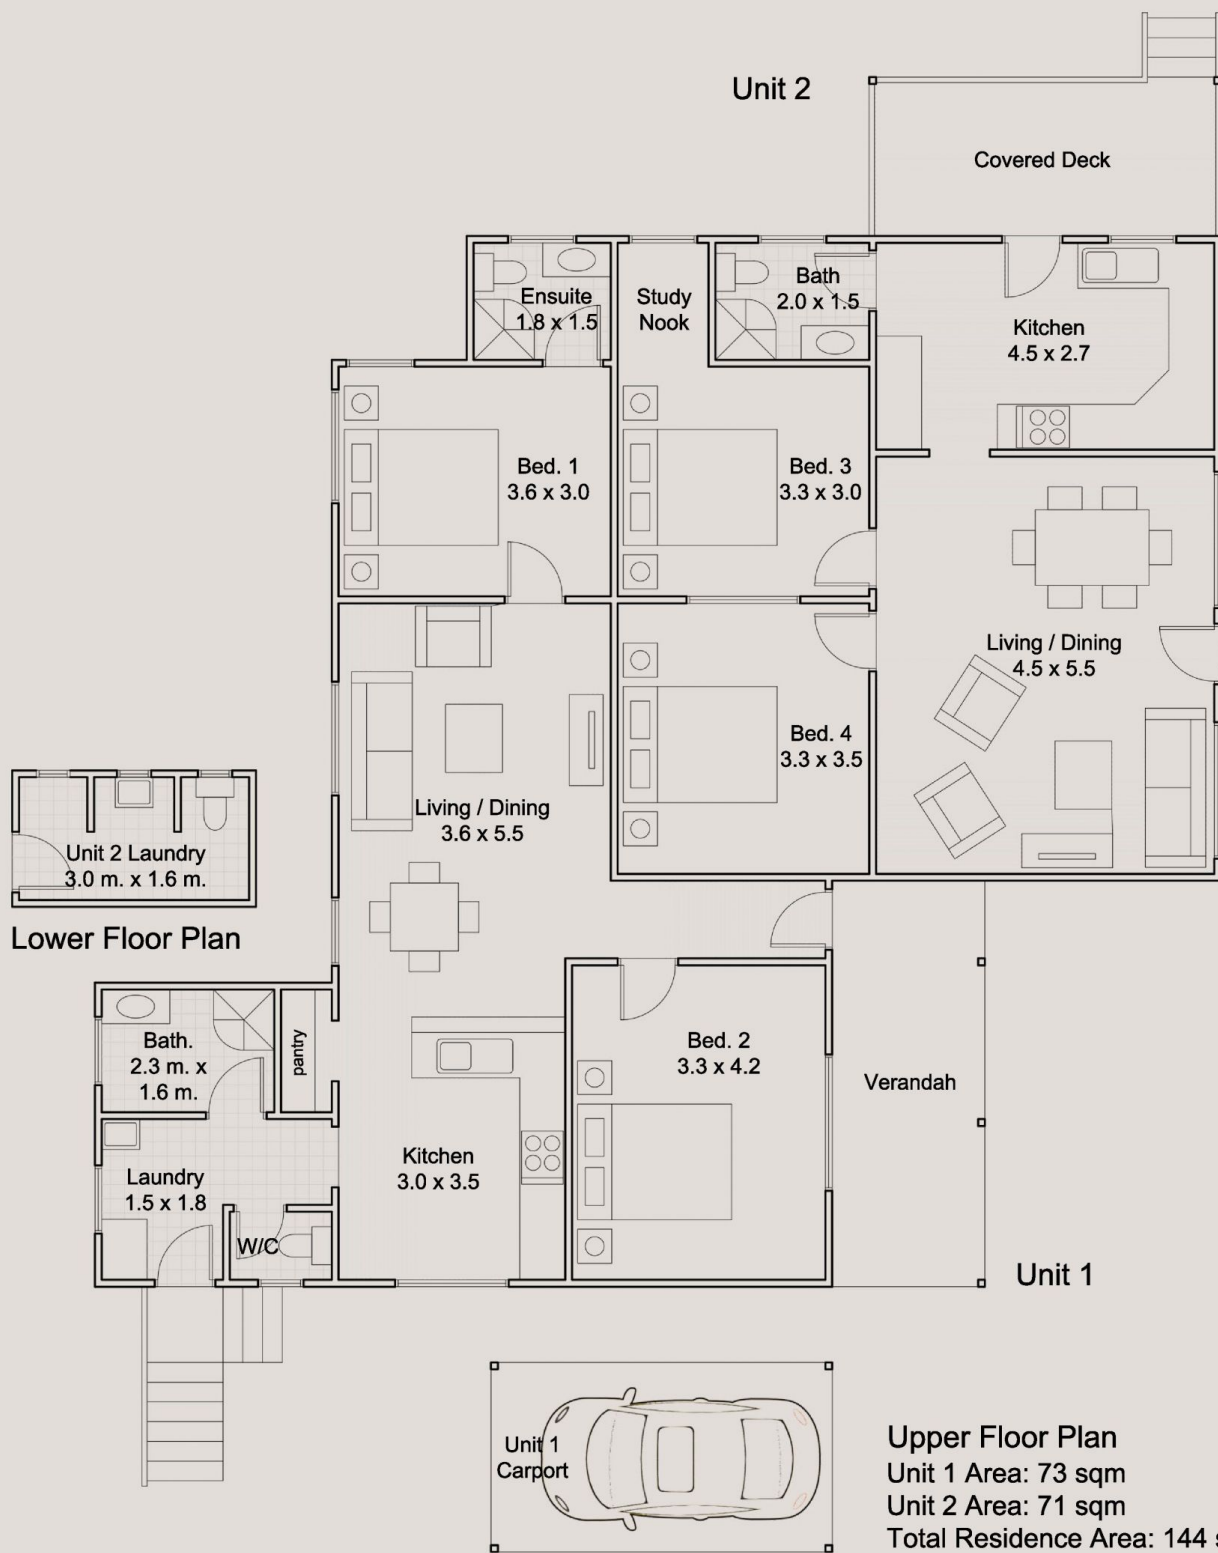 Unit 2
Covered Deck
Ensuite
1.8 x 1.5
Study
Nook
Bath
2.0 x 1.5
Kitchen
4.5 x 2.7
Bed. 1
3.6 x 3.0
Bed. 3
3.3 x 3.0
Living / Dining
4.5 x 5.5
Bed. 4
3.3 x 3.5
Living / Dining
3.6 x 5.5
Unit 2 Laundry
3.0 m. x 1.6 m.
Lower Floor Plan
Bath.
2.3 m. x
1.6 m.
pantry
Bed. 2
3.3 x 4.2
Verandah
Kitchen
3.0 x 3.5
Laundry
1.5 x 1.8
W/C
Unit 1
Unit 1
Carport
Upper Floor Plan
Unit 1 Area: 73 sqm
Unit 2 Area: 71 sqm
Total Residence Area: 144 s